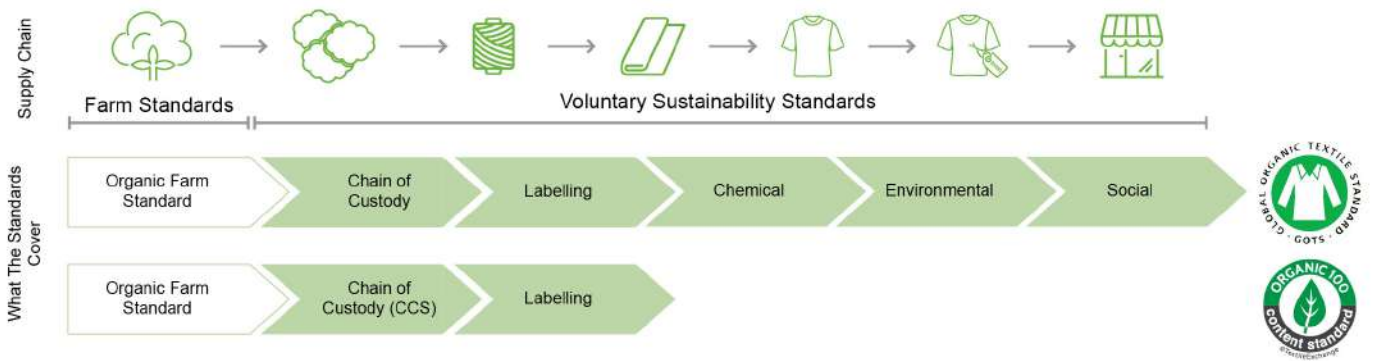 Supply Chain
Farm Standards
Voluntary Sustainability Standards
What The Standards
Cover
Organic Farm
Standard
Chain of
Custody
Labelling
Chemical
Environmental
Social
GLOBAL ORGANIC TEXTILE STANDARD · GOTS ·
Organic Farm
Standard
Chain of
Custody (CCS)
Labelling
ORGANIC 100
content standard
©TextileExchange